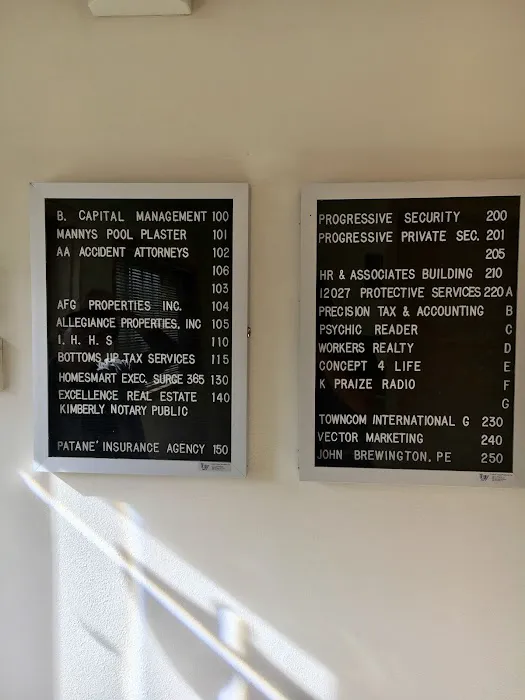 B. CAPITAL MANAGEMENT 100
MANNYS POOL PLASTER 101
AA ACCIDENT ATTORNEYS 102
106
103
AFG PROPERTIES INC. 104
ALLEGIANCE PROPERTIES, INC 105
I. H. H. S 110
BOTTOMS UP TAX SERVICES 115
HOMESMART EXEC. SURGE 365 130
EXCELLENCE REAL ESTATE 140
KIMBERLY NOTARY PUBLIC
PATANE' INSURANCE AGENCY 150
PROGRESSIVE SECURITY 200
PROGRESSIVE PRIVATE SEC. 201
205
HR & ASSOCIATES BUILDING 210
12027 PROTECTIVE SERVICES 220 A
PRECISION TAX & ACCOUNTING B
PSYCHIC READER C
WORKERS REALTY D
CONCEPT 4 LIFE E
K PRAIZE RADIO F
G
TOWNCOM INTERNATIONAL G 230
VECTOR MARKETING 240
JOHN BREWINGTON, PE 250